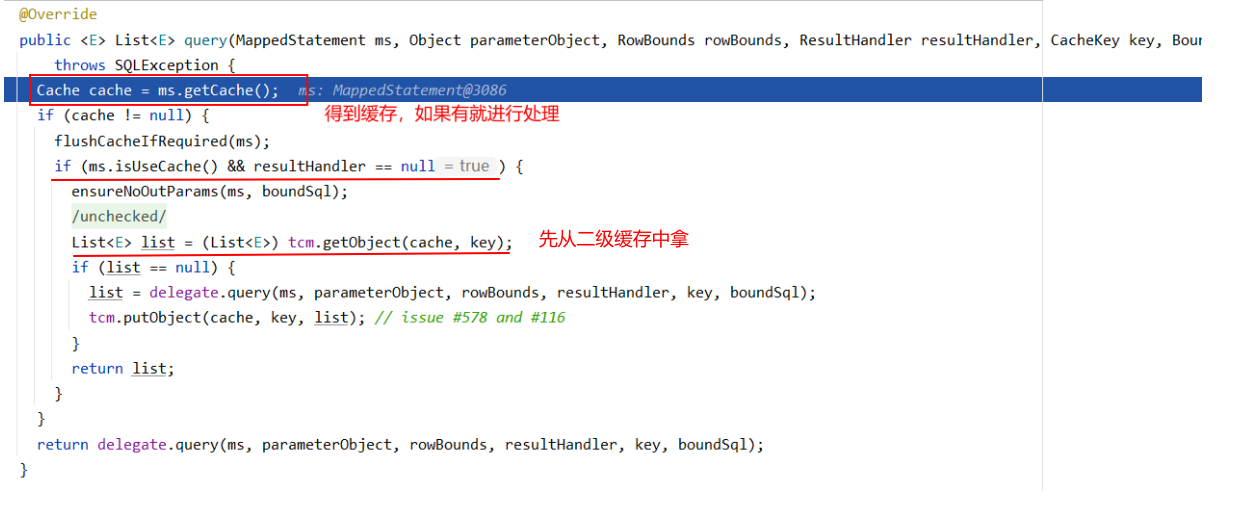 @Override
public <E> List<E> query(MappedStatement ms, Object parameterObject, RowBounds rowBounds, ResultHandler resultHandler, CacheKey key, Bour
throws SQLException {
Cache cache = ms.getCache(); ms: MappedStatement@3086
if (cache != null) { 得到缓存，如果有就进行处理
flushCacheIfRequired(ms);
if (ms.isUseCache() && resultHandler == null = true ) {
ensureNoOutParams(ms, boundSql);
/unchecked/
List<E> list = (List<E>) tcm.getObject(cache, key); 先从二级缓存中拿
if (list == null) {
list = delegate.query(ms, parameterObject, rowBounds, resultHandler, key, boundSql);
tcm.putObject(cache, key, list); // issue #578 and #116
}
return list;
}
}
return delegate.query(ms, parameterObject, rowBounds, resultHandler, key, boundSql);
}